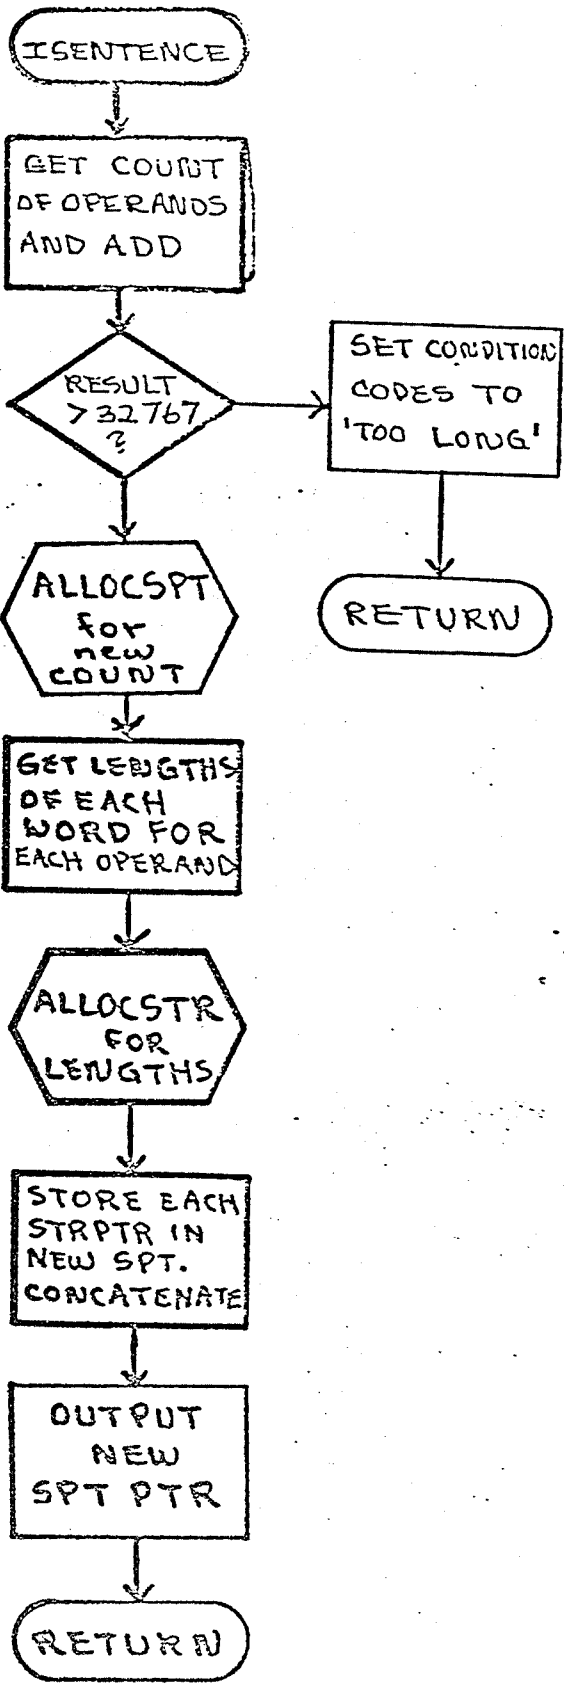 ISENTENCE
GET COUNT
OF OPERANDS
AND ADD
RESULT
> 32767
?
SET CONDITION
CODES TO
'TOO LONG'
RETURN
ALLOCSPT
for
new
COUNT
GET LENGTHS
OF EACH
WORD FOR
EACH OPERAND
ALLOCSTR
FOR
LENGTHS
STORE EACH
STRPTR IN
NEW SPT.
CONCATENATE
OUTPUT
NEW
SPT PTR
RETURN